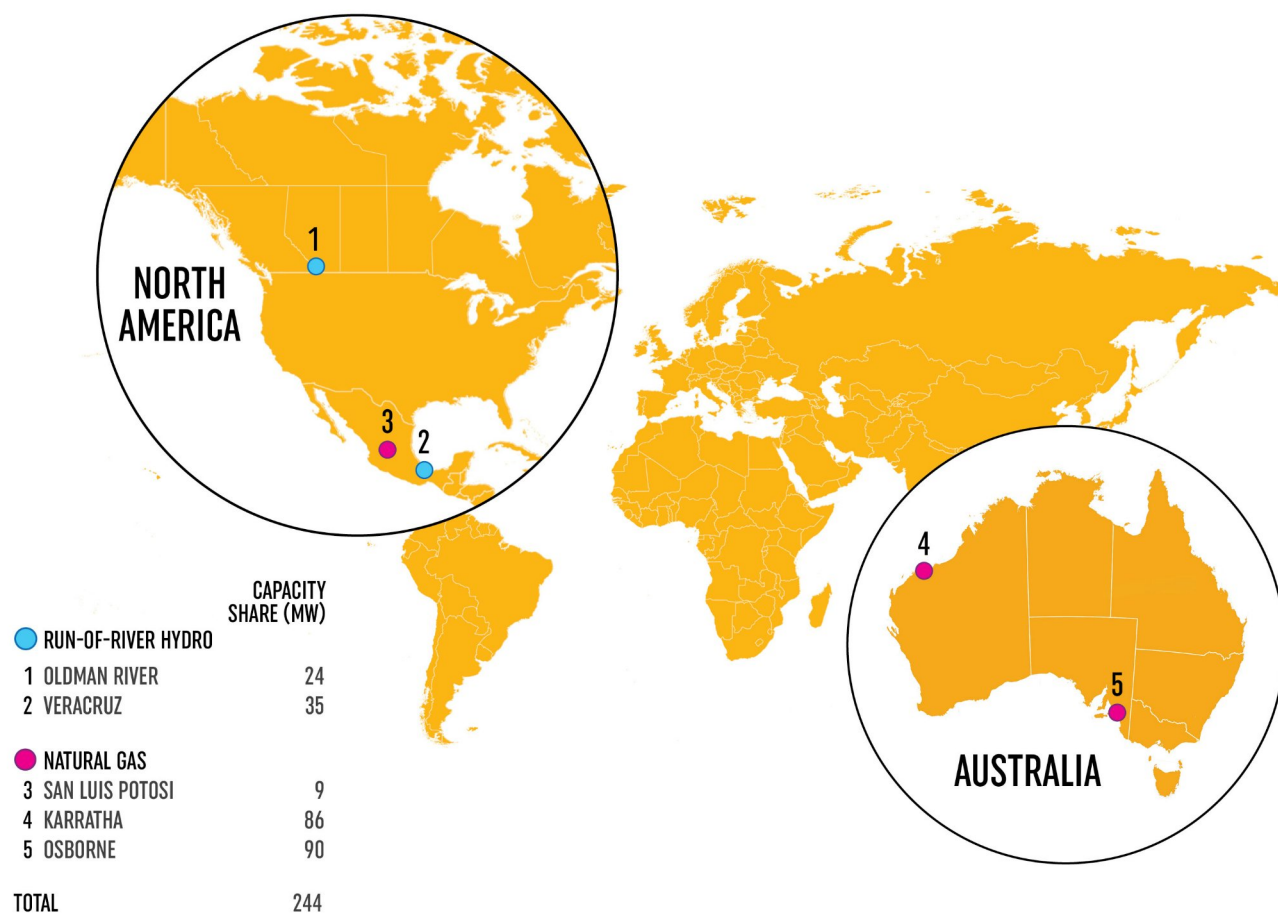 1
NORTH
AMERICA
3
2
4
5
AUSTRALIA
CAPACITY
SHARE (MW)
RUN-OF-RIVER HYDRO
1 OLDMAN RIVER 24
2 VERACRUZ 35
NATURAL GAS
3 SAN LUIS POTOSI 9
4 KARRATHA 86
5 OSBORNE 90
TOTAL 244